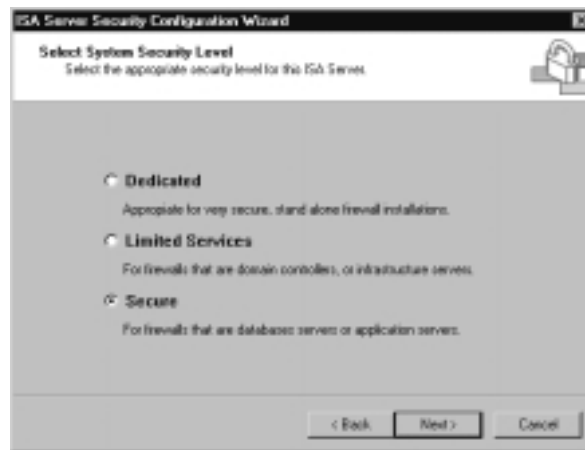 ISA Server Security Configuration Wizard
Select System Security Level
Select the appropriate security level for this ISA Server.
Dedicated
Appropiate for very secure, stand alone firewall installations.
Limited Services
For firewalls that are domain controllers, or infrastructure servers.
Secure
For firewalls that are databases servers or application servers.
< Back
Next >
Cancel